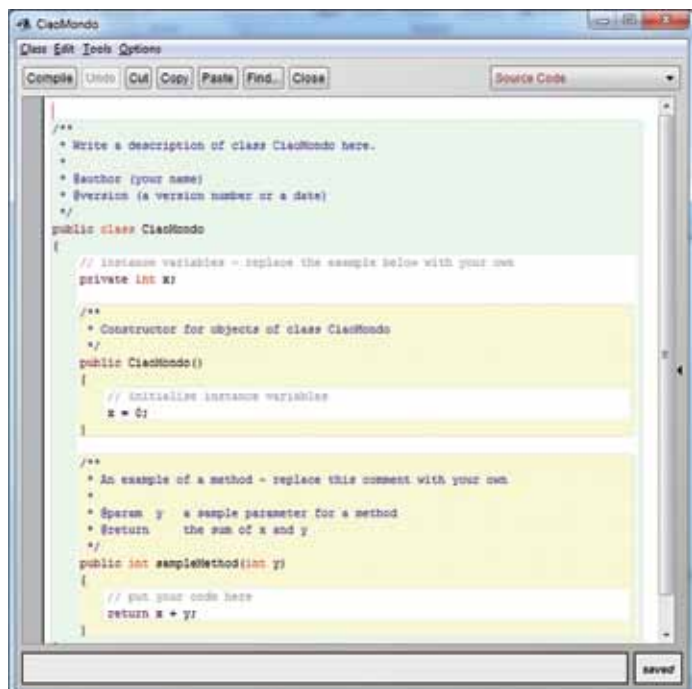 CiaoMondo
Class Edit Tools Options
Compile Undo Cut Copy Paste Find... Close Source Code
/**
 * Write a description of class CiaoMondo here.
 *
 * @author (your name)
 * @version (a version number or a date)
 */
public class CiaoMondo
{
// instance variables - replace the example below with your own
private int x;
/**
 * Constructor for objects of class CiaoMondo
 */
public CiaoMondo()
{
// initialise instance variables
x = 0;
}
/**
 * An example of a method - replace this comment with your own
 *
 * @param y a sample parameter for a method
 * @return the sum of x and y
 */
public int sampleMethod(int y)
{
// put your code here
return x + y;
}
saved